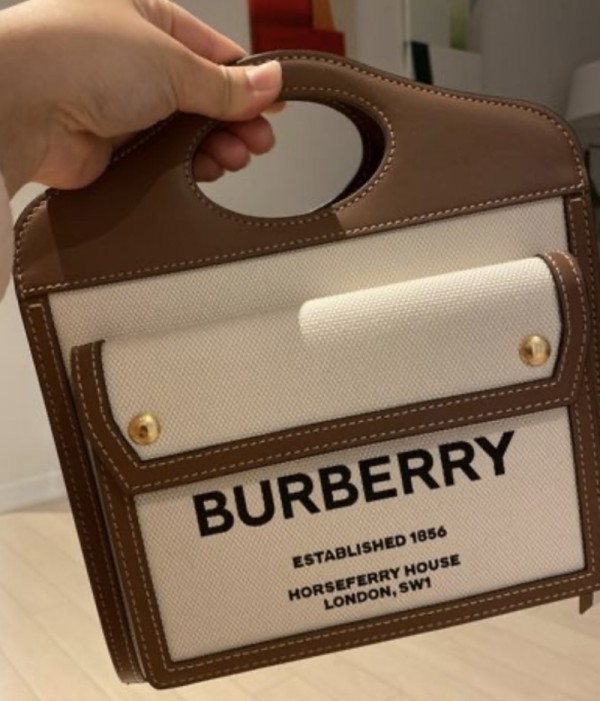 BURBERRY
ESTABLISHED 1856
HORSEFERRY HOUSE
LONDON, SW1